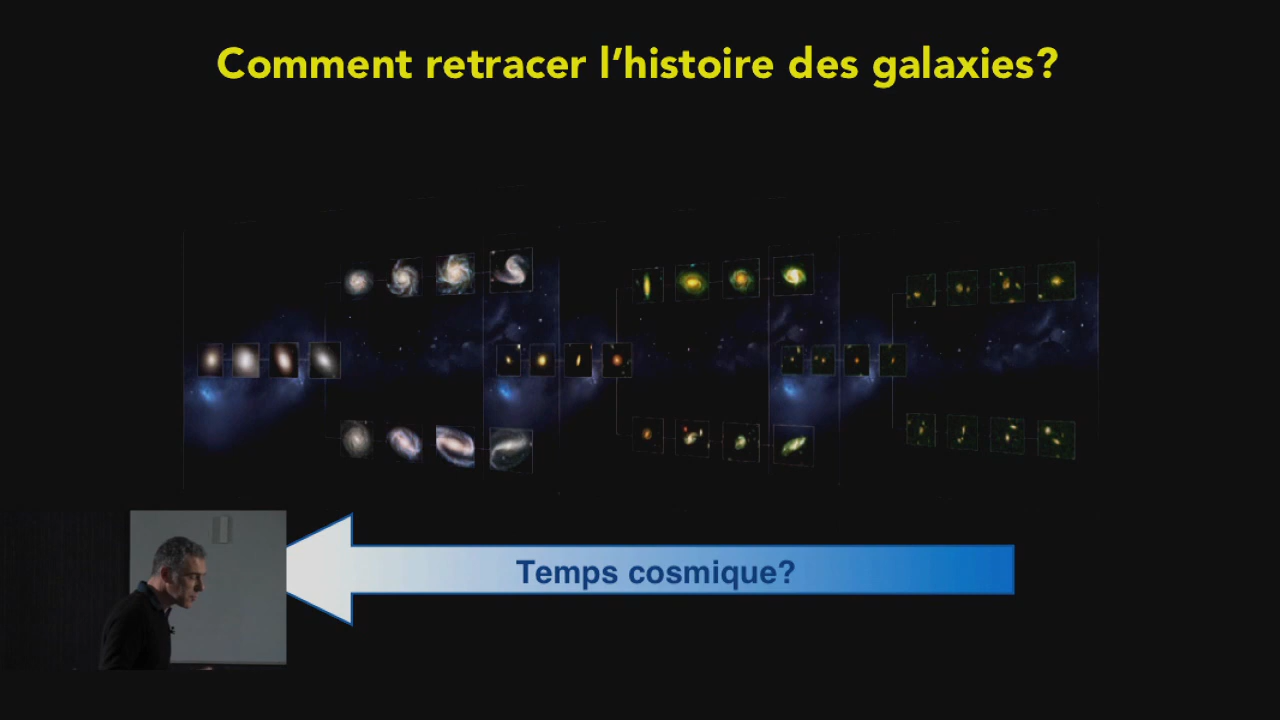 Comment retracer l’histoire des galaxies?
Temps cosmique?